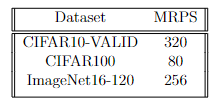 Dataset MRPS
CIFAR10-VALID 320
CIFAR100 80
ImageNet16-120 256